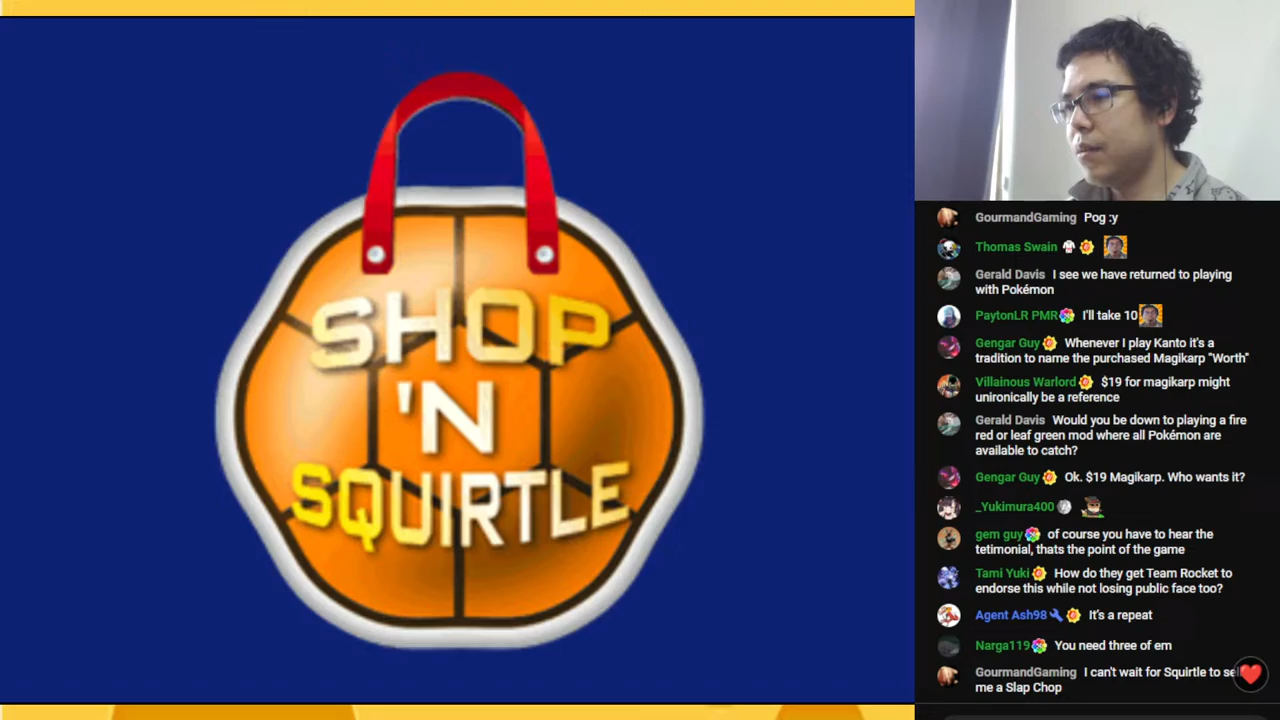 SHOP
'N
SQUIRTLE
GourmandGaming Pog :y
Thomas Swain
Gerald Davis I see we have returned to playing
with Pokémon
PaytonLR PMR I'll take 10
Gengar Guy Whenever I play Kanto it's a
tradition to name the purchased Magikarp "Worth"
Villainous Warlord $19 for magikarp might
unironically be a reference
Gerald Davis Would you be down to playing a fire
red or leaf green mod where all Pokémon are
available to catch?
Gengar Guy Ok. $19 Magikarp. Who wants it?
_Yukimura400
gem guy of course you have to hear the
tetimonial, thats the point of the game
Tami Yuki How do they get Team Rocket to
endorse this while not losing public face too?
Agent Ash98 It's a repeat
Narga119 You need three of em
GourmandGaming I can't wait for Squirtle to
me a Slap Chop